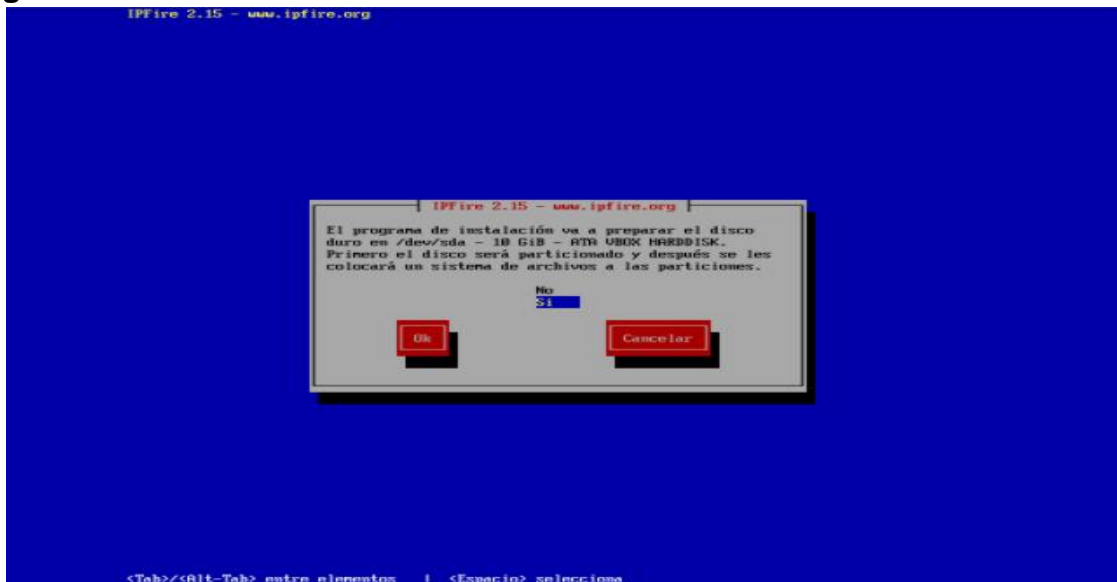 IPFire 2.15 - www.ipfire.org
IPFire 2.15 - www.ipfire.org
El programa de instalación va a preparar el disco
duro en /dev/sda - 10 GiB - ATA VBOX HARDDISK.
Primero el disco será particionado y después se les
colocará un sistema de archivos a las particiones.
No
Si
Ok Cancelar
<Tab>/<Alt-Tab> entre elementos | <Espacio> selecciona